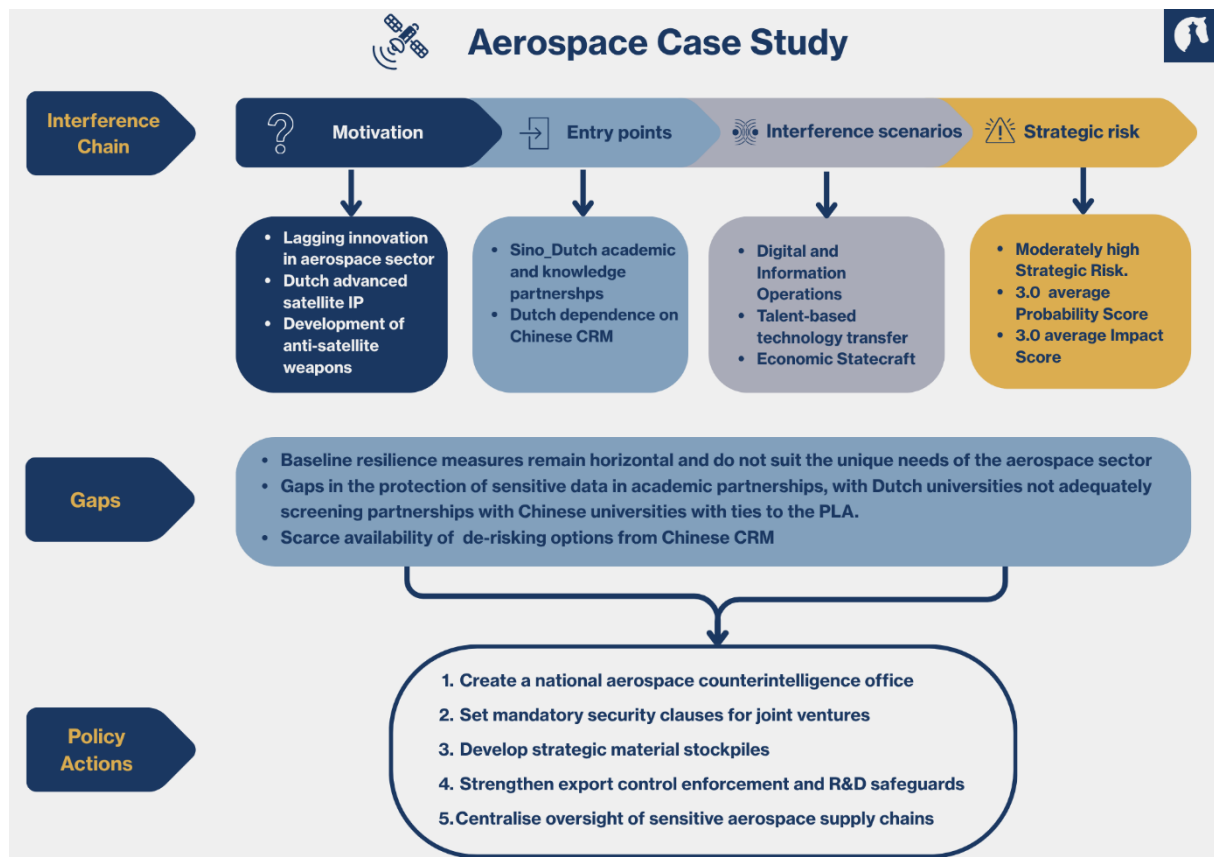 Aerospace Case Study
Interference
Chain
Motivation
Entry points
Interference scenarios
Strategic risk
• Lagging innovation
in aerospace sector
• Dutch advanced
satellite IP
• Development of
anti-satellite
weapons
• Sino_Dutch academic
and knowledge
partnershps
• Dutch dependence on
Chinese CRM
• Digital and
Information
Operations
• Talent-based
technology transfer
• Economic Statecraft
• Moderately high
Strategic Risk.
• 3.0 average
Probability Score
• 3.0 average Impact
Score
Gaps
• Baseline resilience measures remain horizontal and do not suit the unique needs of the aerospace sector
• Gaps in the protection of sensitive data in academic partnerships, with Dutch universities not adequately
screening partnerships with Chinese universities with ties to the PLA.
• Scarce availability of de-risking options from Chinese CRM
Policy
Actions
1. Create a national aerospace counterintelligence office
2. Set mandatory security clauses for joint ventures
3. Develop strategic material stockpiles
4. Strengthen export control enforcement and R&D safeguards
5. Centralise oversight of sensitive aerospace supply chains